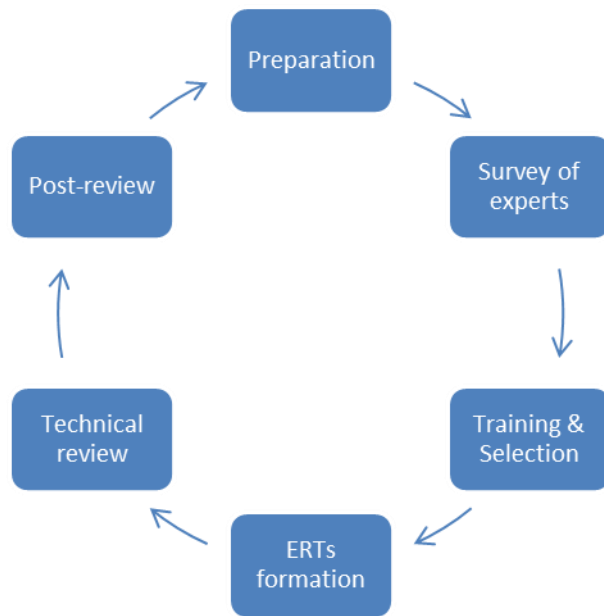 Preparation
Survey of
experts
Training &
Selection
ERTs
formation
Technical
review
Post-review